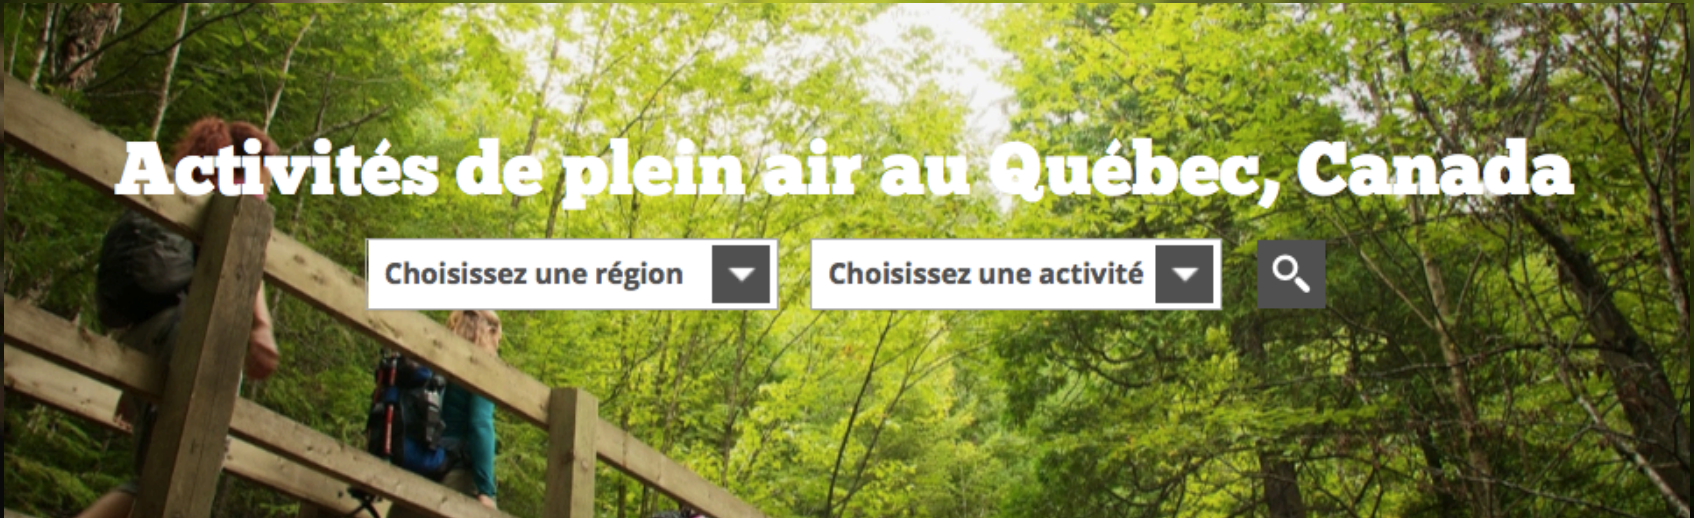 Activités de plein air au Québec, Canada
Choisissez une région
Choisissez une activité